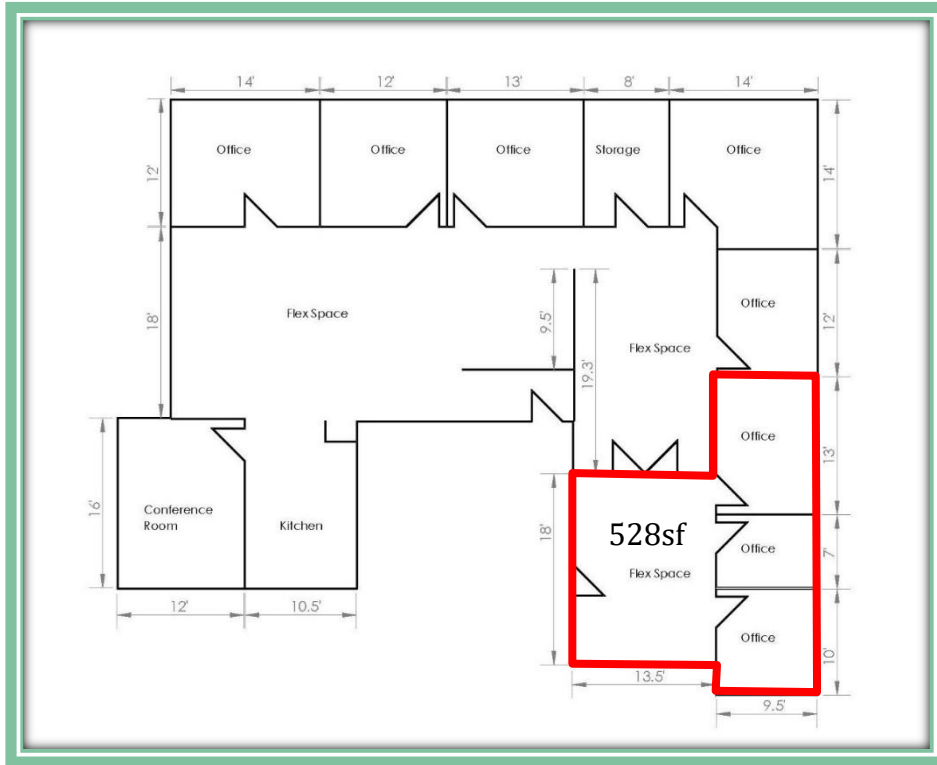 14'
12'
13'
8'
14'
Office
Office
Office
Storage
Office
12'
14'
18'
Flex Space
9.5'
19.3'
Flex Space
Office
12'
Office
13'
16'
Conference
Room
Kitchen
18'
528sf
Flex Space
Office
7'
Office
10'
12'
10.5'
13.5'
9.5'